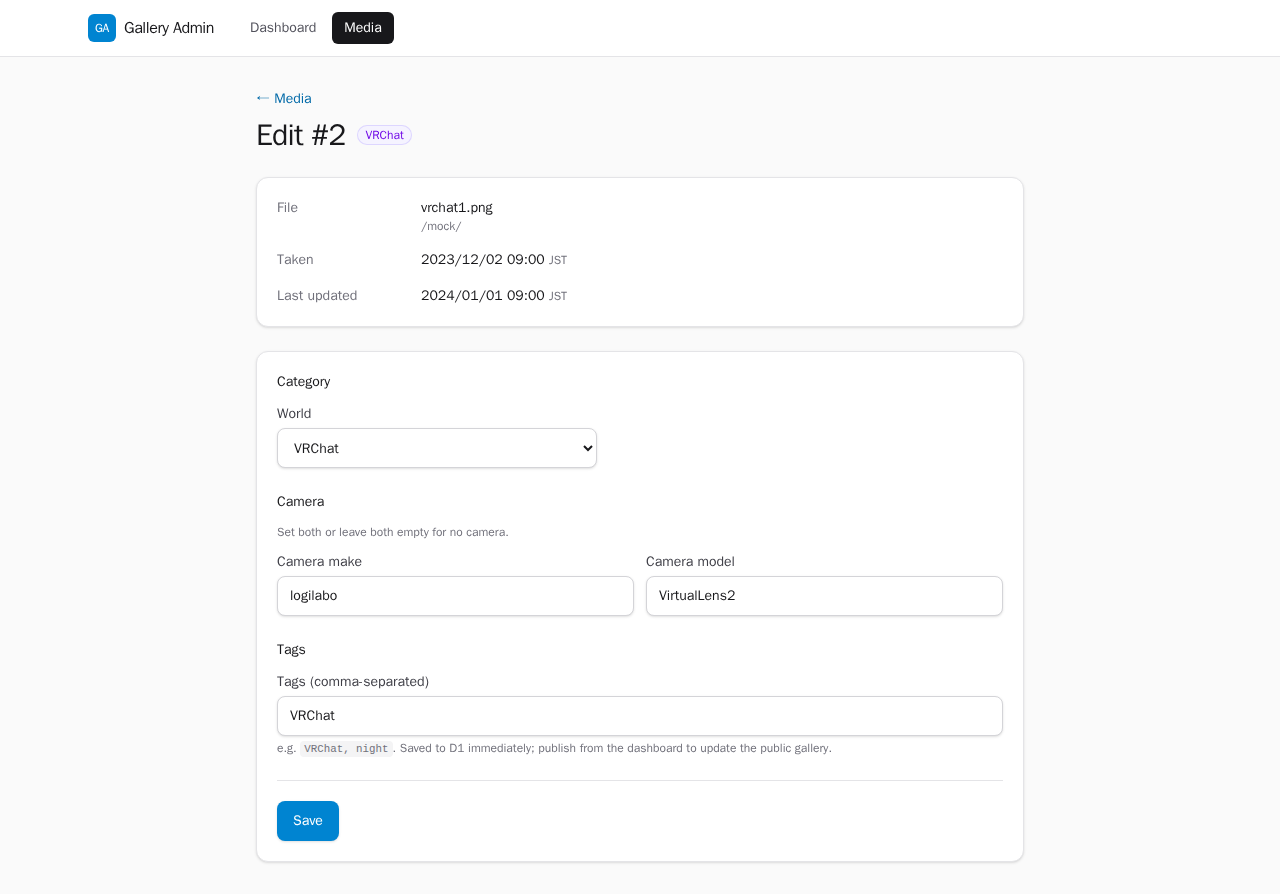 GA Gallery Admin Dashboard Media
← Media
Edit #2 VRChat
File vrchat1.png
/mock/
Taken 2023/12/02 09:00 JST
Last updated 2024/01/01 09:00 JST
Category
World
VRChat
Camera
Set both or leave both empty for no camera.
Camera make Camera model
logilabo VirtualLens2
Tags
Tags (comma-separated)
VRChat
e.g. VRChat, night. Saved to D1 immediately; publish from the dashboard to update the public gallery.
Save